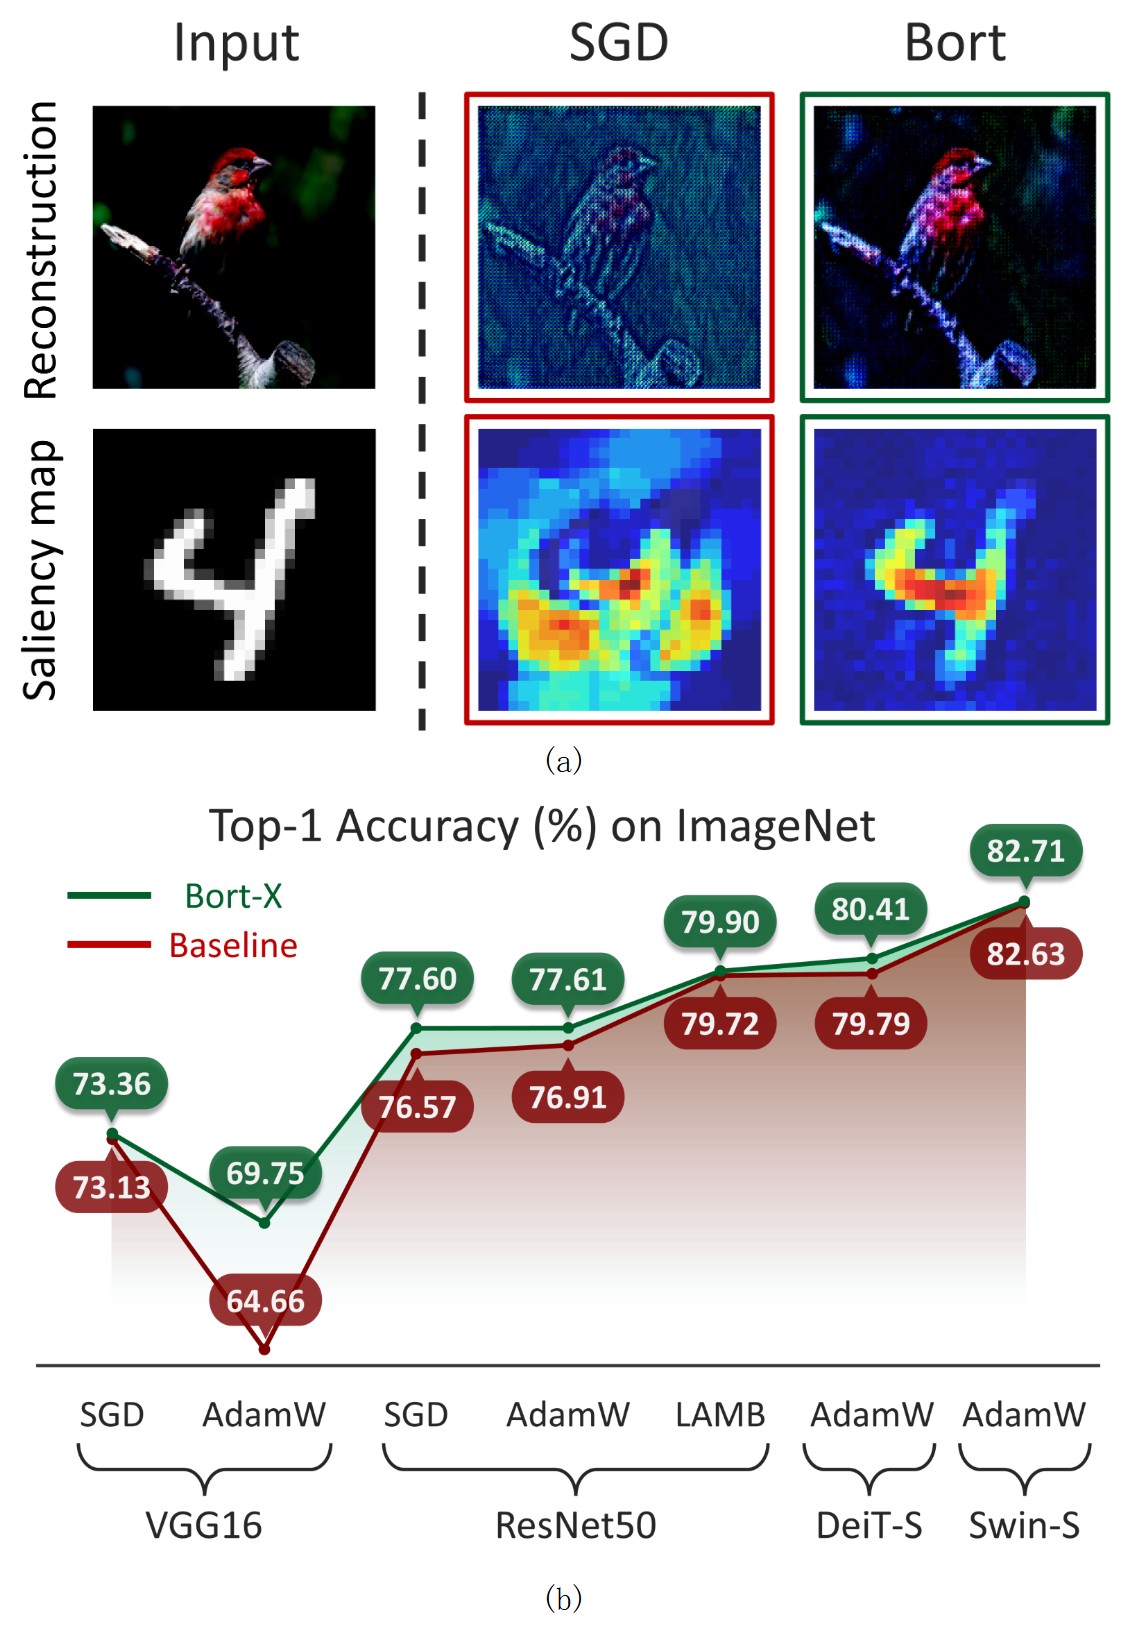 Input SGD Bort
Reconstruction
Saliency map
(a)
Top-1 Accuracy (%) on ImageNet
Bort-X
Baseline
73.36
69.75
77.60
77.61
79.90
80.41
82.71
73.13
64.66
76.57
76.91
79.72
79.79
82.63
SGD AdamW SGD AdamW LAMB AdamW AdamW
VGG16 ResNet50 DeiT-S Swin-S
(b)